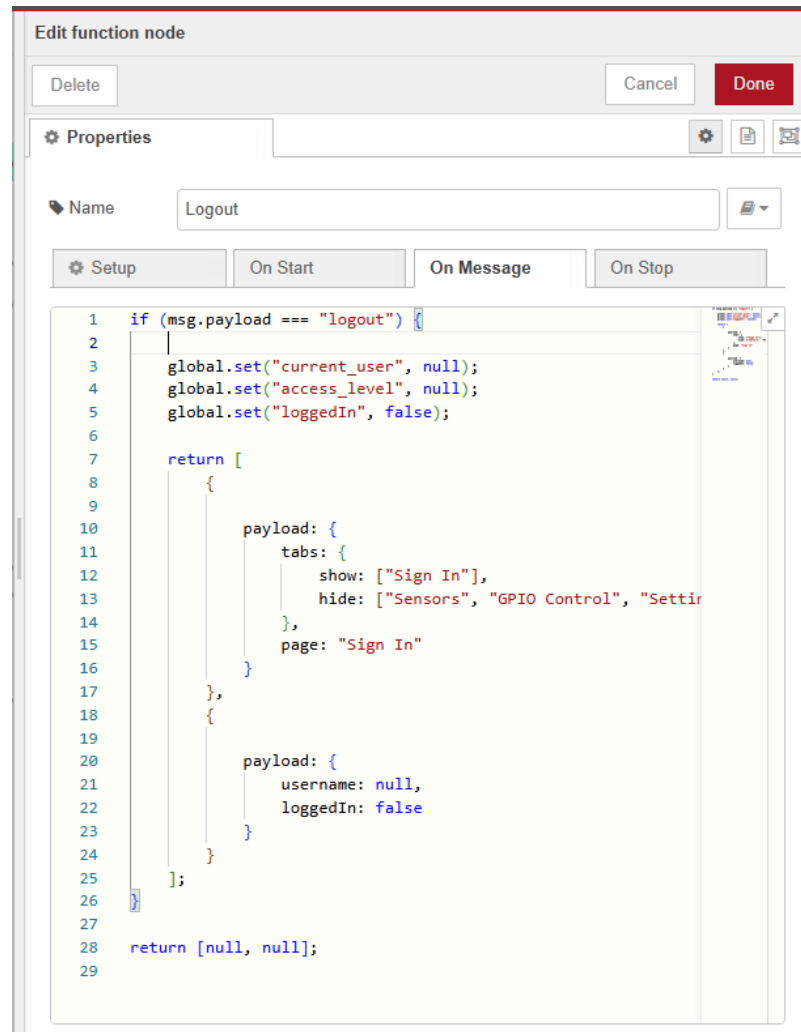 Edit function node
Delete
Cancel
Done
Properties
Name
Logout
Setup
On Start
On Message
On Stop
1 if (msg.payload === "logout") {
2
3 global.set("current_user", null);
4 global.set("access_level", null);
5 global.set("loggedIn", false);
6
7 return [
8 {
9
10 payload: {
11 tabs: {
12 show: ["Sign In"],
13 hide: ["Sensors", "GPIO Control", "Settin
14 },
15 page: "Sign In"
16 }
17 },
18 {
19
20 payload: {
21 username: null,
22 loggedIn: false
23 }
24 }
25 ];
26 }
27
28 return [null, null];
29